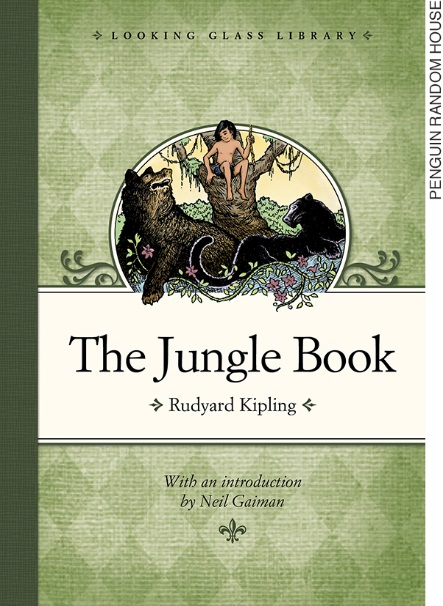 LOOKING GLASS LIBRARY
The Jungle Book
Rudyard Kipling
With an introduction
by Neil Gaiman
PENGUIN RANDOM HOUSE